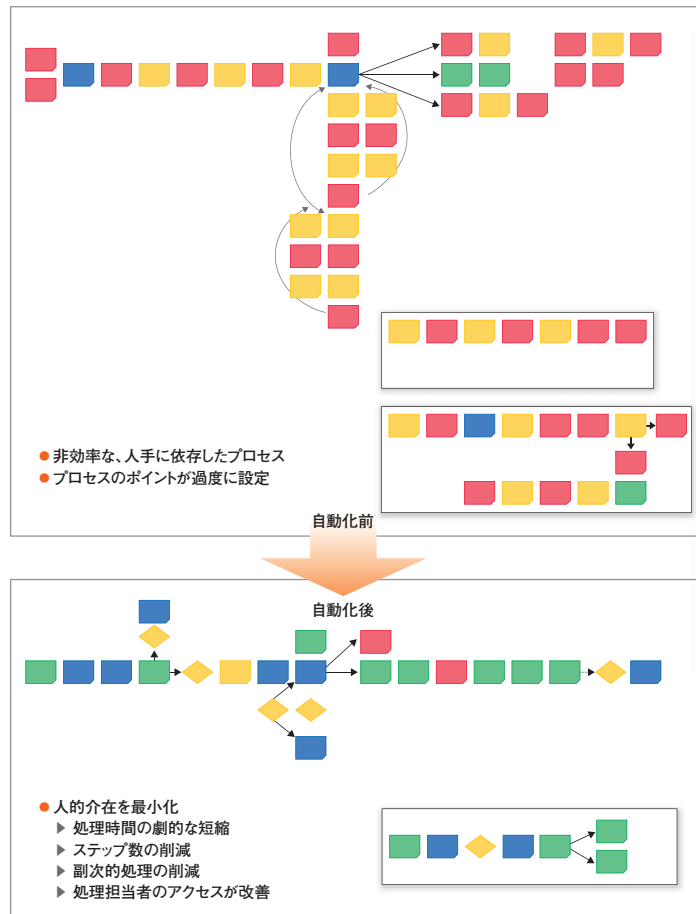 ● 非効率な、人手に依存したプロセス
● プロセスのポイントが過度に設定
自動化前
自動化後
● 人的介在を最小化
▶ 処理時間の劇的な短縮
▶ ステップ数の削減
▶ 副次的処理の削減
▶ 処理担当者のアクセスが改善